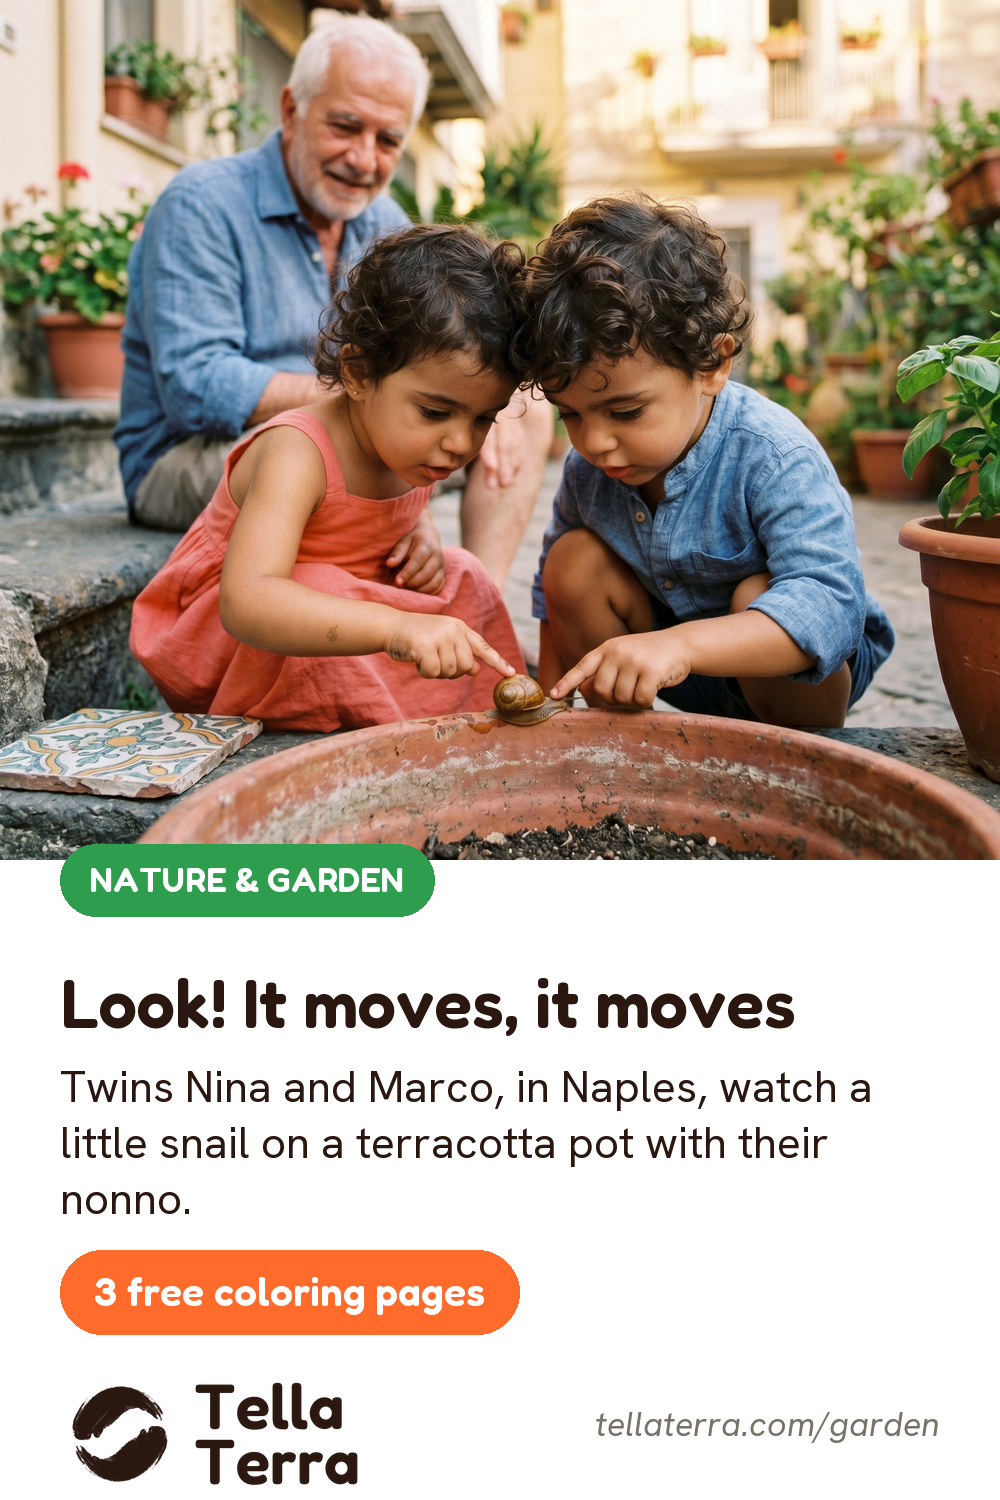 NATURE & GARDEN
Look! It moves, it moves
Twins Nina and Marco, in Naples, watch a
little snail on a terracotta pot with their
nonno.
3 free coloring pages
Tella
Terra
tellaterra.com/garden